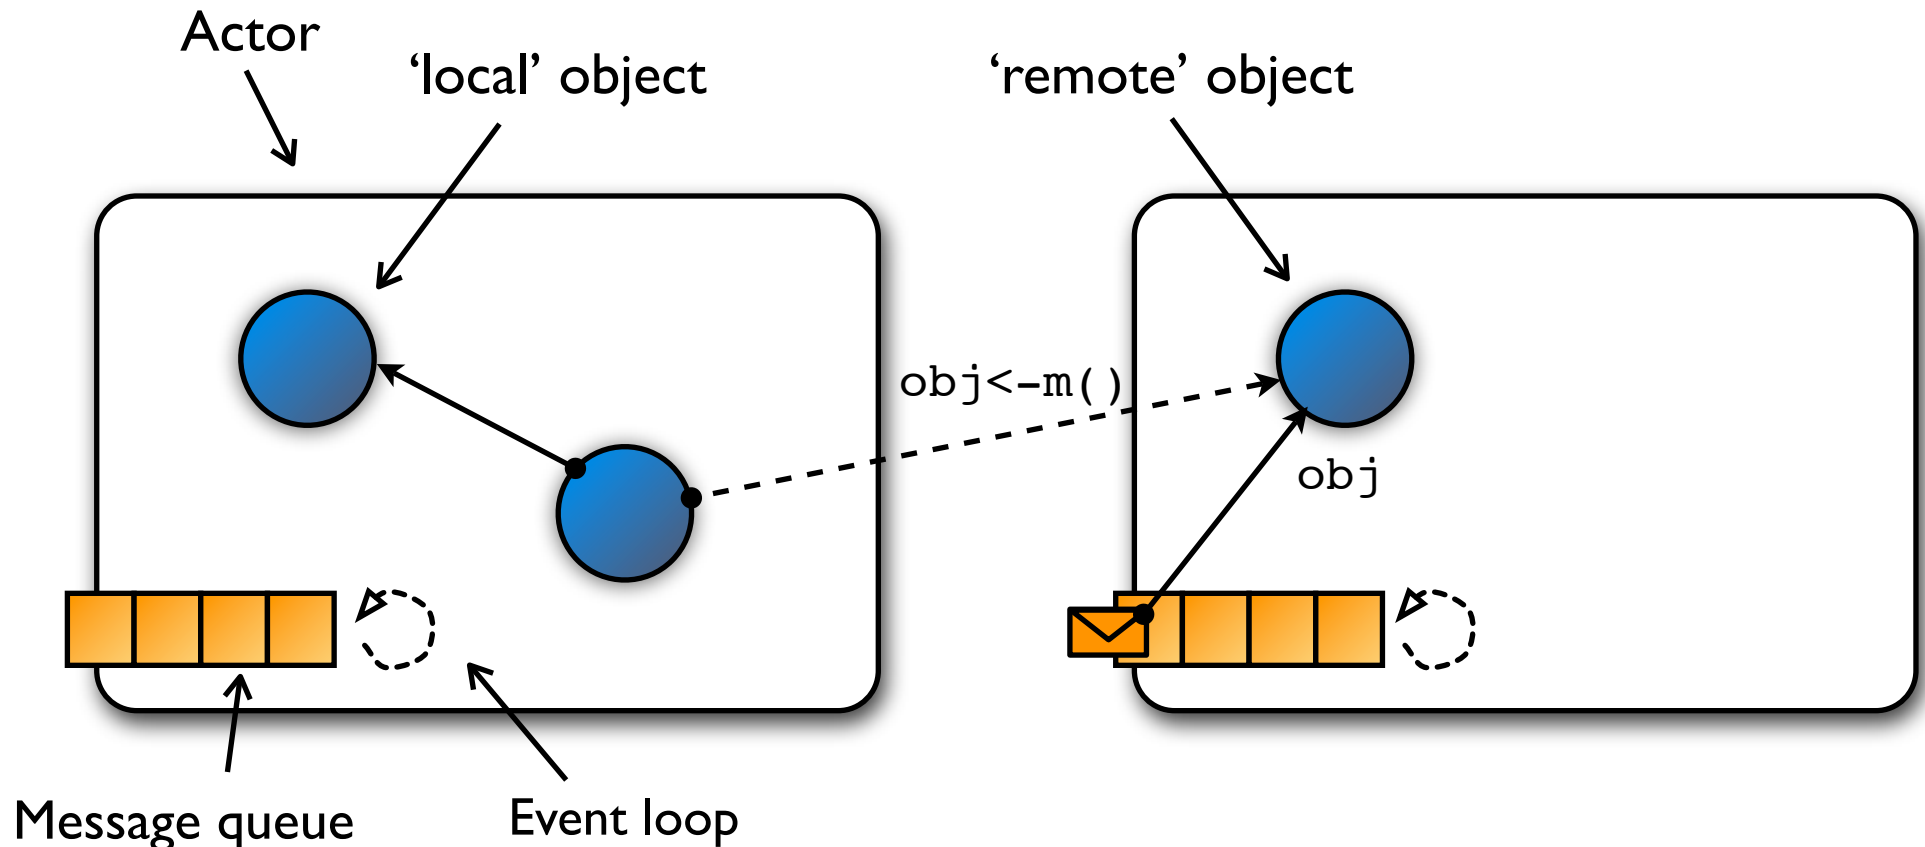 Actor
‘local’ object
‘remote’ object
obj<-m()
obj
Message queue
Event loop